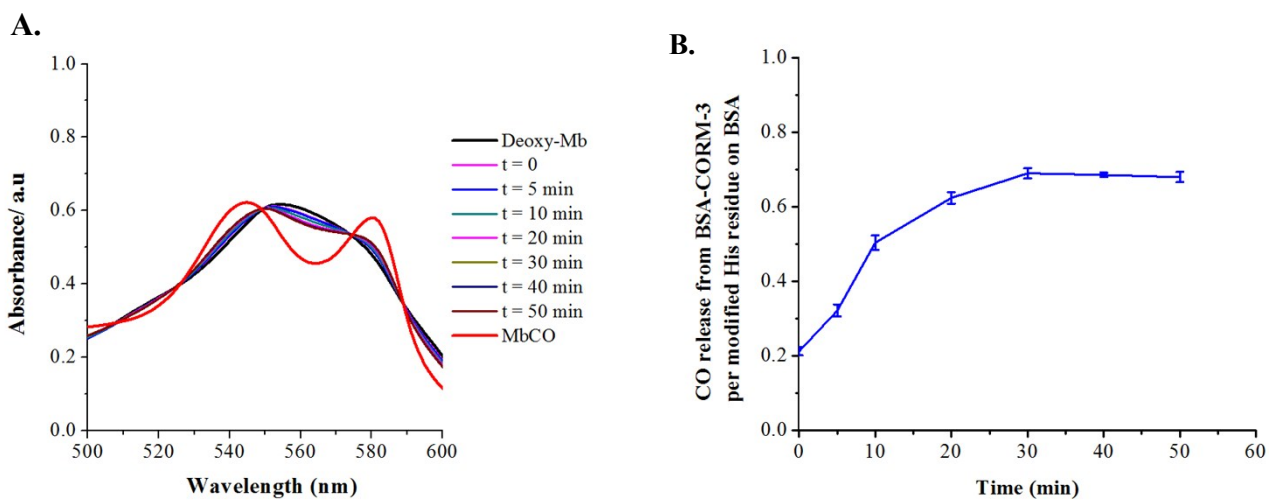 A.
1.0
0.8
0.6
0.4
0.2
0.0
Absorbance/ a.u
500
520
540
560
580
600
Wavelength (nm)
Deoxy-Mb
t = 0
t = 5 min
t = 10 min
t = 20 min
t = 30 min
t = 40 min
t = 50 min
MbCO
B.
1.0
0.8
0.6
0.4
0.2
0.0
CO release from BSA-CORM-3
per modified His residue on BSA
0
10
20
30
40
50
60
Time (min)